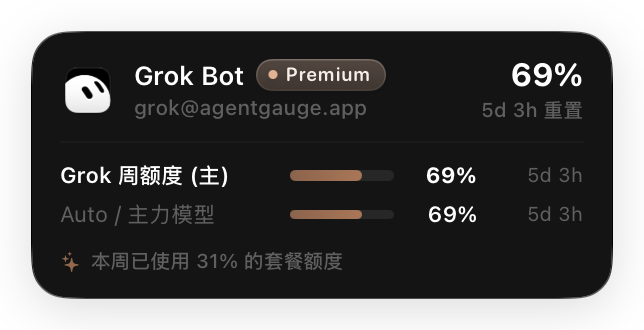 Grok Bot Premium 69%
grok@agentgauge.app 5d 3h 重置
Grok 周额度 (主) 69% 5d 3h
Auto / 主力模型 69% 5d 3h
本周已使用 31% 的套餐额度